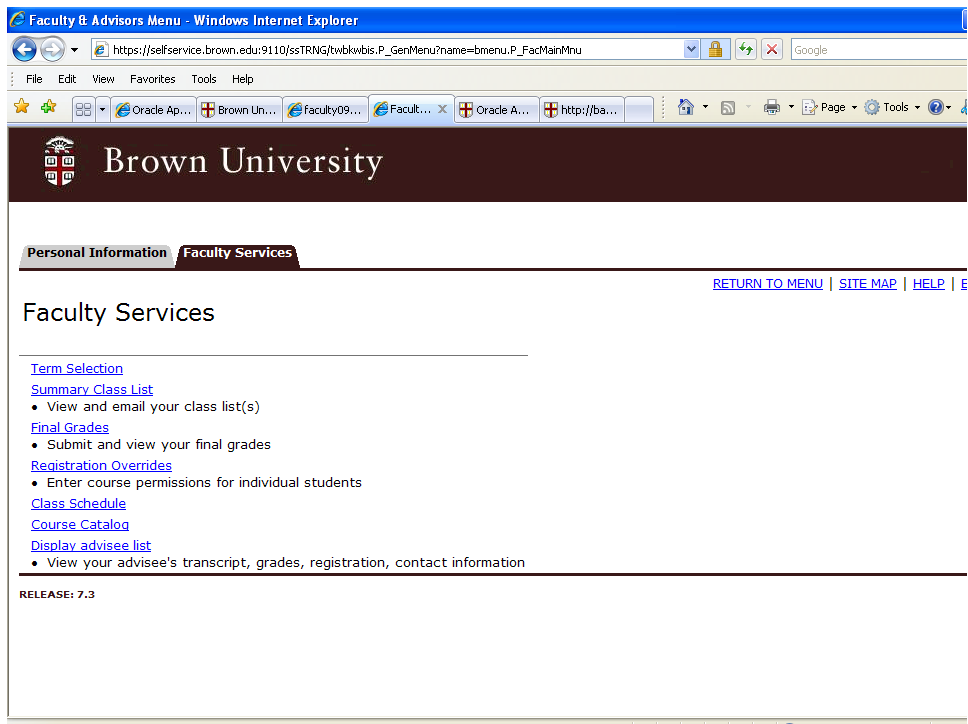 Faculty & Advisors Menu - Windows Internet Explorer
https://selfservice.brown.edu:9110/ssTRNG/twbkwbis.P_GenMenu?name=bmenu.P_FacMainMnu Google
File Edit View Favorites Tools Help
Oracle Ap... Brown Un... faculty09... Facult... Oracle A... http://ba... Page Tools
Brown University
Personal Information Faculty Services
RETURN TO MENU | SITE MAP | HELP |
Faculty Services
Term Selection
Summary Class List
• View and email your class list(s)
Final Grades
• Submit and view your final grades
Registration Overrides
• Enter course permissions for individual students
Class Schedule
Course Catalog
Display advisee list
• View your advisee's transcript, grades, registration, contact information
RELEASE: 7.3